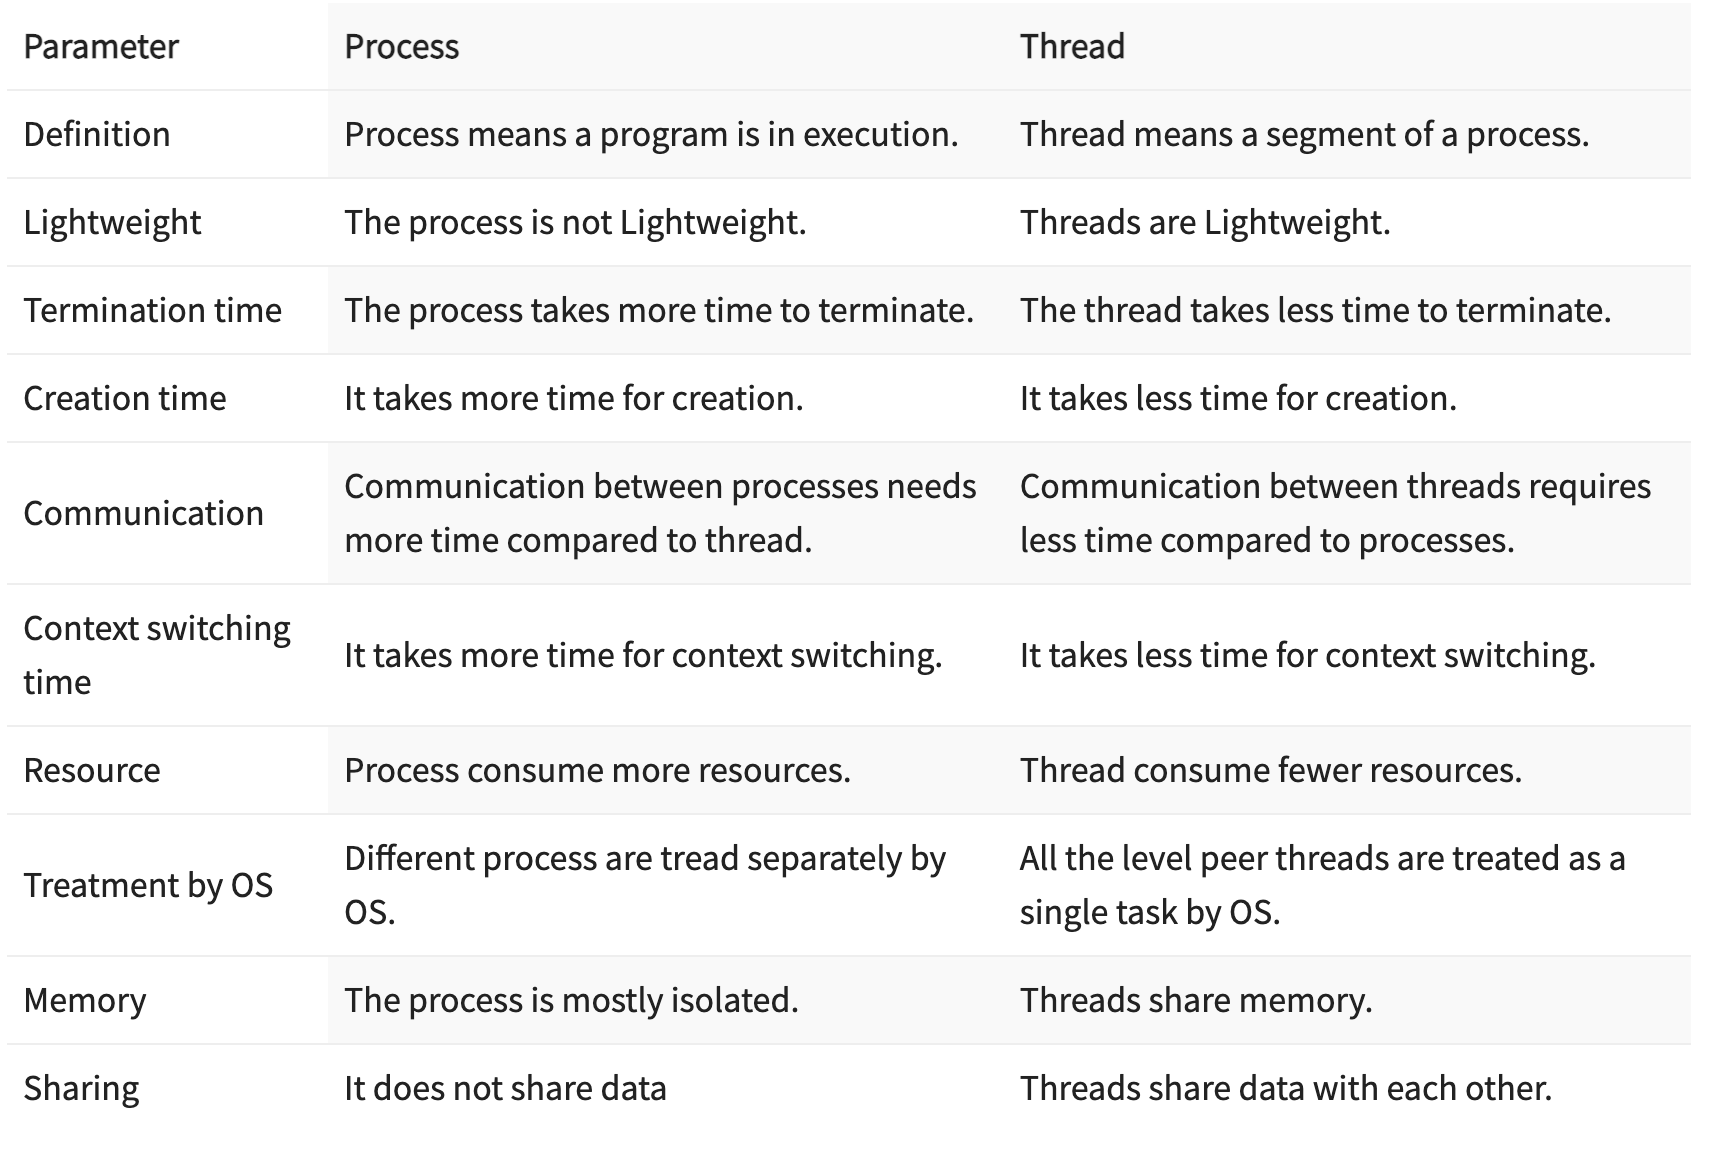 Parameter Process Thread
Definition Process means a program is in execution. Thread means a segment of a process.
Lightweight The process is not Lightweight. Threads are Lightweight.
Termination time The process takes more time to terminate. The thread takes less time to terminate.
Creation time It takes more time for creation. It takes less time for creation.
Communication
Communication between processes needs
more time compared to thread.
Communication between threads requires
less time compared to processes.
Context switching
time
It takes more time for context switching. It takes less time for context switching.
Resource Process consume more resources. Thread consume fewer resources.
Treatment by OS
Different process are tread separately by
OS.
All the level peer threads are treated as a
single task by OS.
Memory The process is mostly isolated. Threads share memory.
Sharing It does not share data Threads share data with each other.